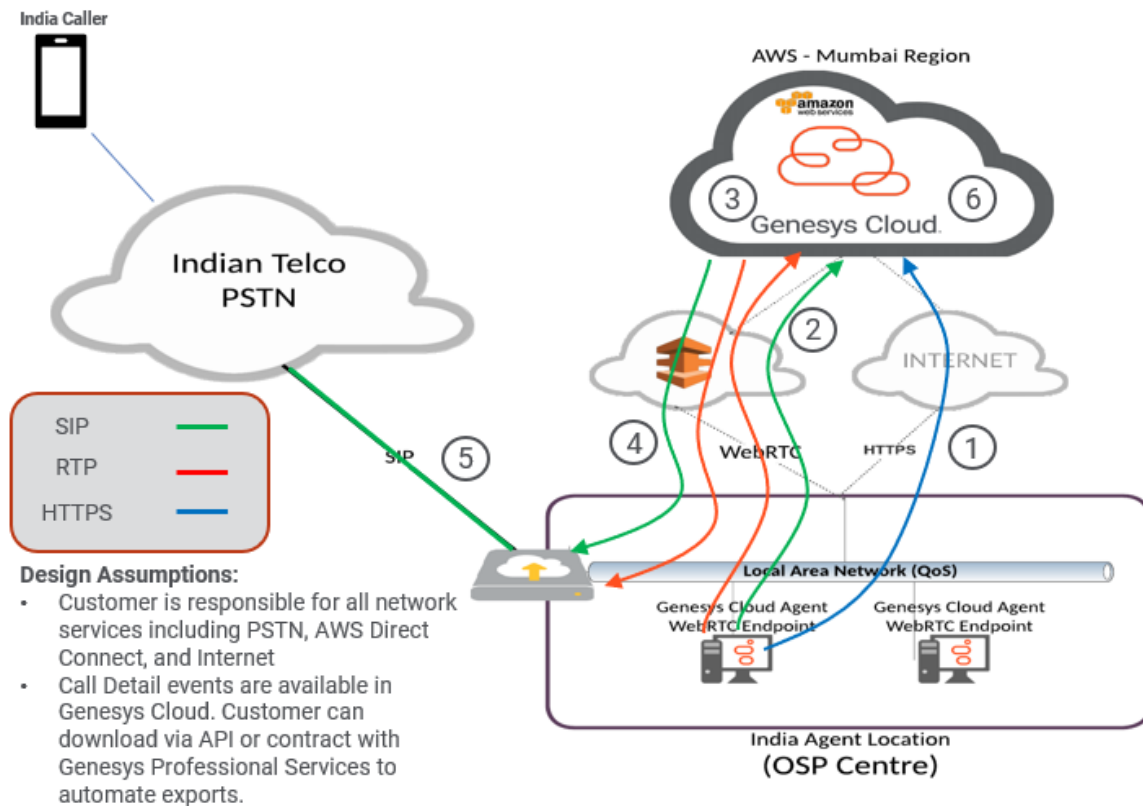 India Caller
AWS - Mumbai Region
amazon
web services
3
6
Genesys Cloud.
Indian Telco
PSTN
2
INTERNET
SIP
RTP
HTTPS
SIP
5
4
WebRTC
HTTPS
1
Local Area Network (QoS)
Genesys Cloud Agent
WebRTC Endpoint
Genesys Cloud Agent
WebRTC Endpoint
India Agent Location
(OSP Centre)
Design Assumptions:
• Customer is responsible for all network
services including PSTN, AWS Direct
Connect, and Internet
• Call Detail events are available in
Genesys Cloud. Customer can
download via API or contract with
Genesys Professional Services to
automate exports.